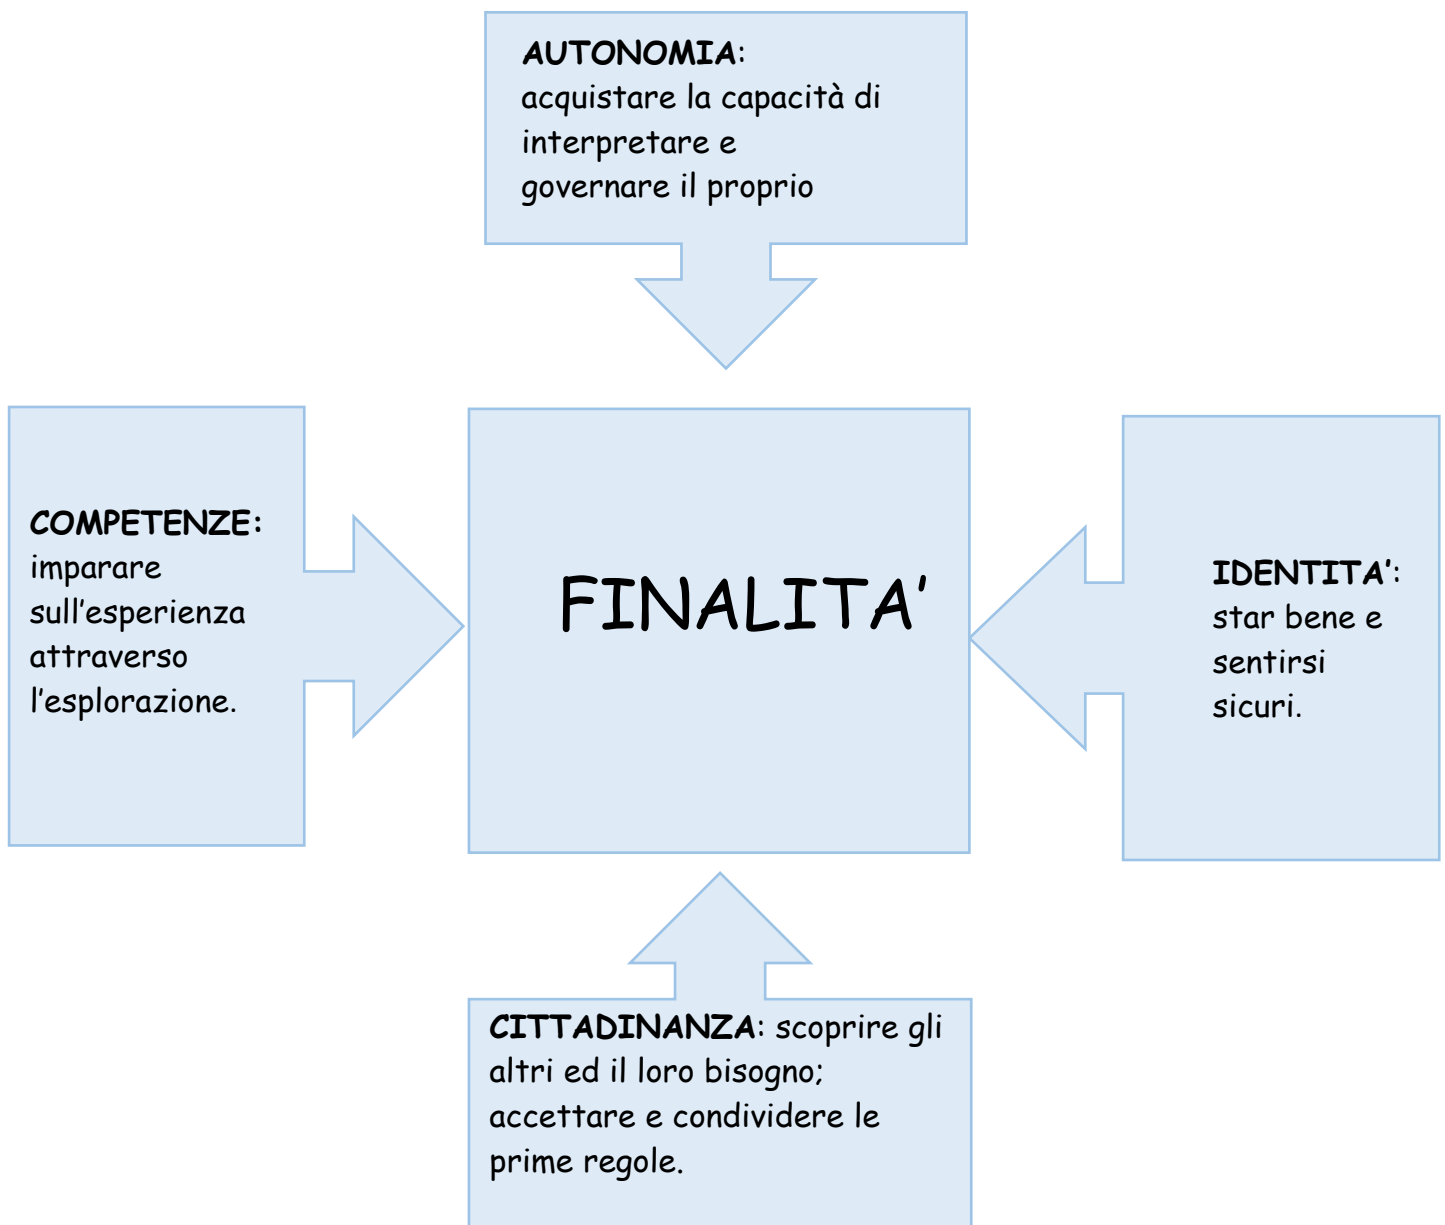 AUTONOMIA:
acquistare la capacità di
interpretare e
governare il proprio
COMPETENZE:
imparare
sull'esperienza
attraverso
l'esplorazione.
FINALITA'
IDENTITA':
star bene e
sentirsi
sicuri.
CITTADINANZA: scoprire gli
altri ed il loro bisogno;
accettare e condividere le
prime regole.